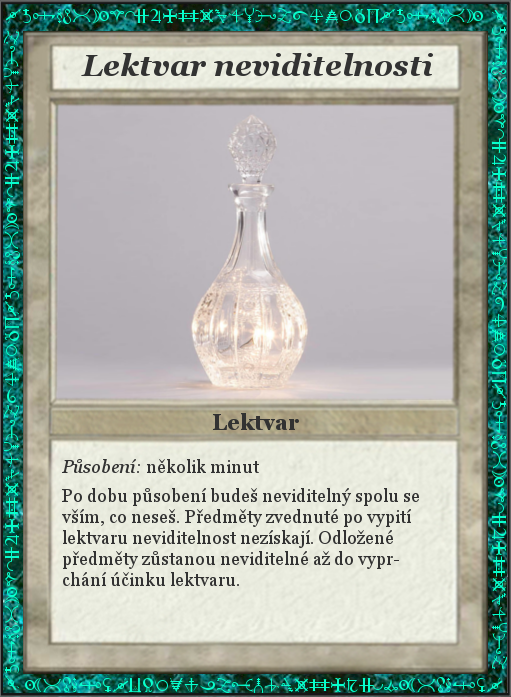 Lektvar neviditelnosti
Lektvar
Působení: několik minut
Po dobu působení budeš neviditelný spolu se
vším, co neseš. Předměty zvednuté po vypití
lektvaru neviditelnost nezískají. Odložené
předměty zůstanou neviditelné až do vypr-
chání účinku lektvaru.